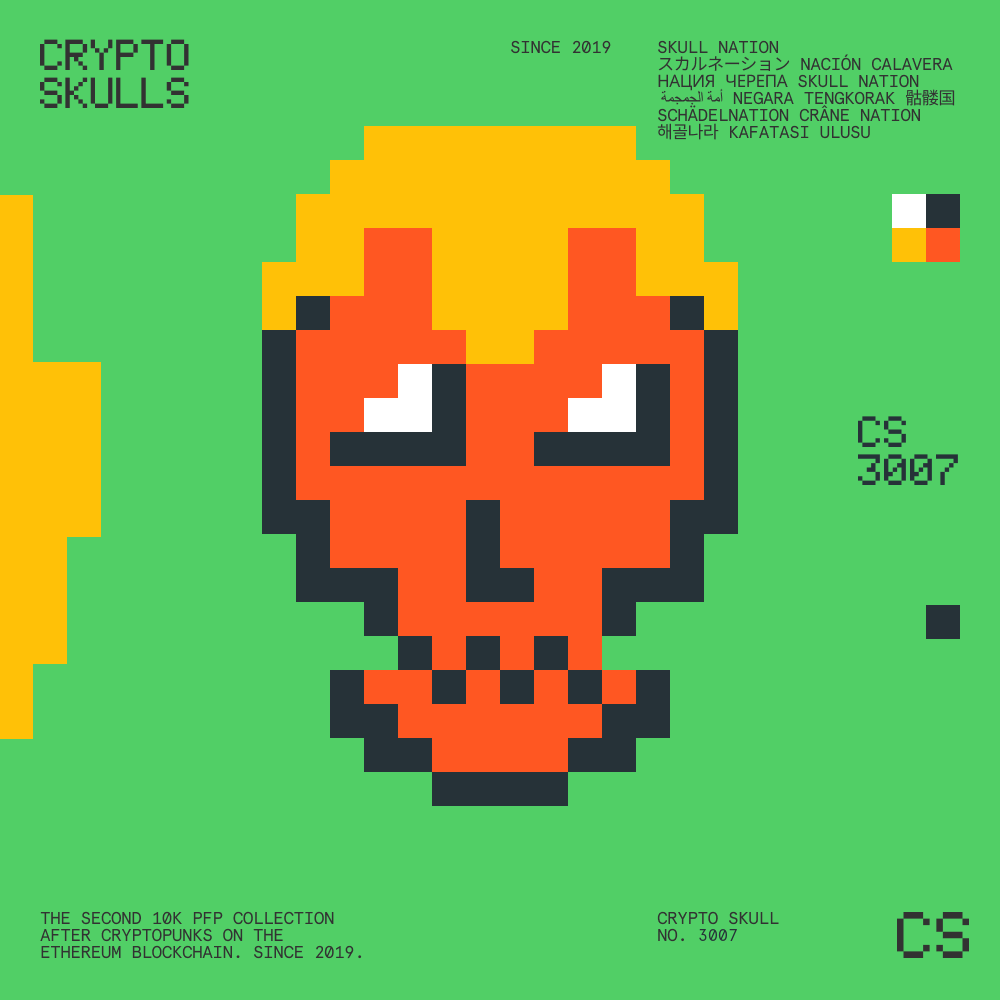 CRYPTO
SKULLS
SINCE 2019
SKULL NATION
スカルネーション NACIÓN CALAVERA
НАЦИЯ ЧЕРЕПА SKULL NATION
أمة الجمجمة NEGARA TENGKORAK 骷髅国
SCHÄDELNATION CRÂNE NATION
해골나라 KAFATASI ULUSU
CS
3007
THE SECOND 10K PFP COLLECTION
AFTER CRYPTOPUNKS ON THE
ETHEREUM BLOCKCHAIN. SINCE 2019.
CRYPTO SKULL
NO. 3007
CS